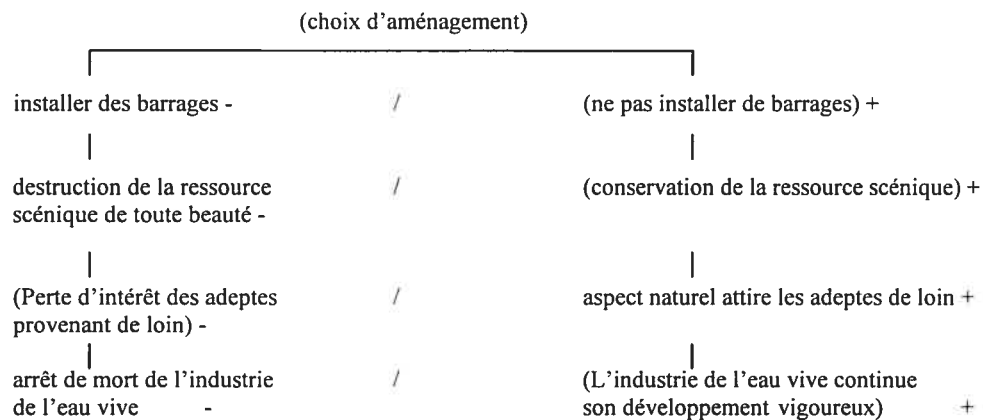 (choix d'aménagement)
installer des barrages - / (ne pas installer de barrages) +
destruction de la ressource / (conservation de la ressource scénique) +
scénique de toute beauté -
(Perte d'intérêt des adeptes / aspect naturel attire les adeptes de loin +
provenant de loin) -
arrêt de mort de l'industrie / (L'industrie de l'eau vive continue
de l'eau vive - son développement vigoureux) +